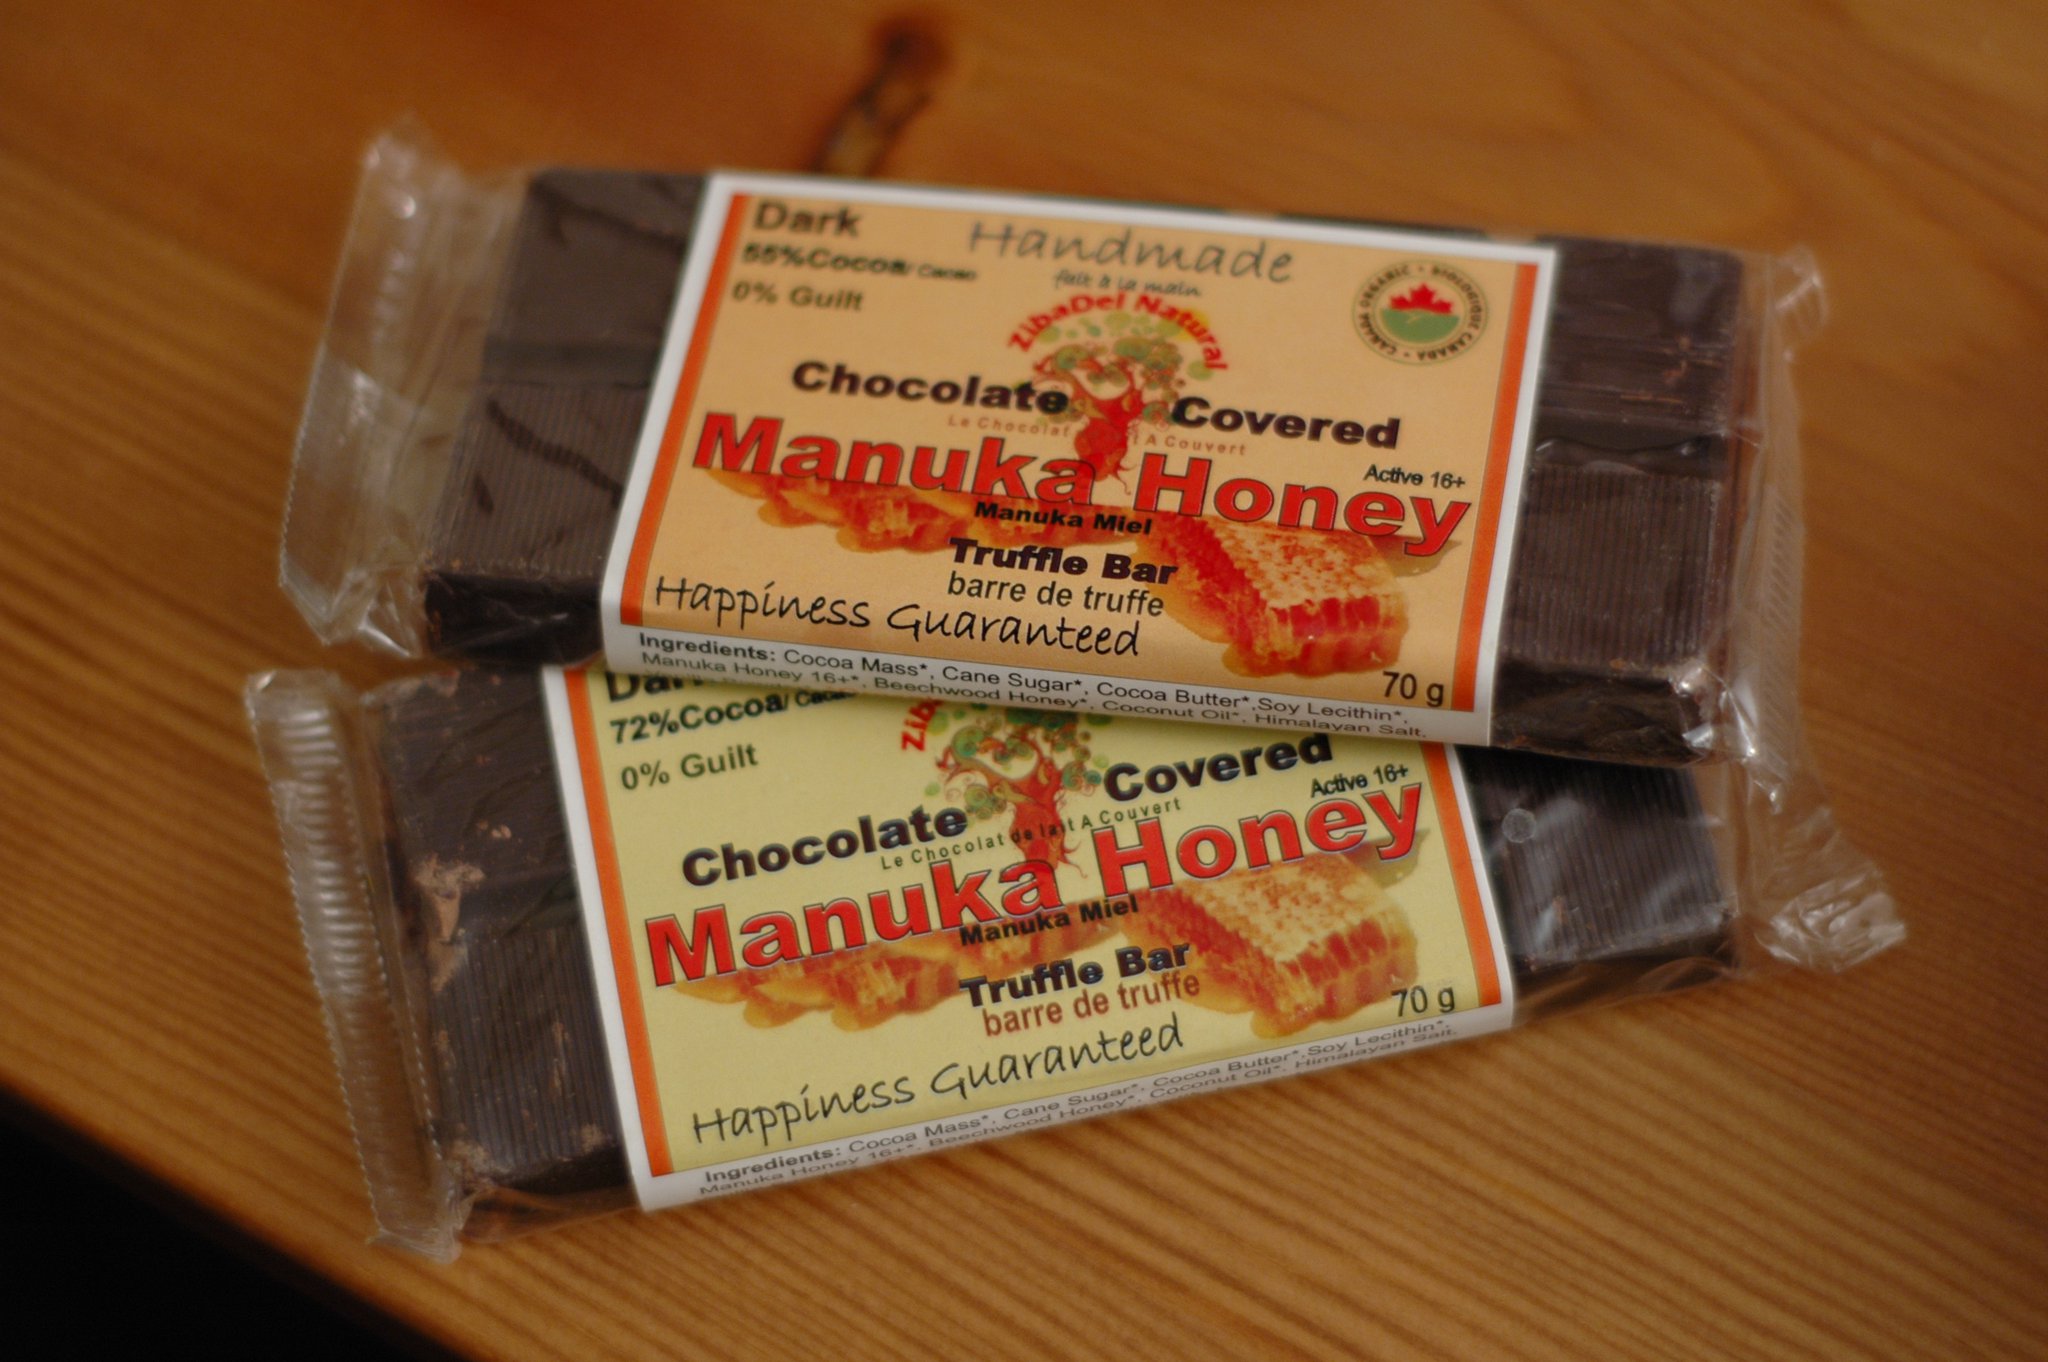 Dark
55%Cocoa/ Cacao
0% Guilt
Handmade
fait à la main
ZibaDel Natural
CANADA ORGANIC • BIOLOGIQUE CANADA •
Chocolate Covered
Le Chocolat t A Couvert
Manuka Honey
Active 16+
Manuka Miel
Truffle Bar
barre de truffe
Happiness Guaranteed
70 g
Ingredients: Cocoa Mass*, Cane Sugar*, Cocoa Butter*,Soy Lecithin*,
Manuka Honey 16+*, Beechwood Honey*, Coconut Oil*, Himalayan Salt.
Dark
72%Cocoa/ Cacao
0% Guilt
Chocolate Covered
Le Chocolat de lait A Couvert
Active 16+
Manuka Honey
Manuka Miel
Truffle Bar
barre de truffe
Happiness Guaranteed
70 g
Ingredients: Cocoa Mass*, Cane Sugar*, Cocoa Butter*,Soy Lecithin*,
Manuka Honey 16+*, Beechwood Honey*, Coconut Oil*, Himalayan Salt.